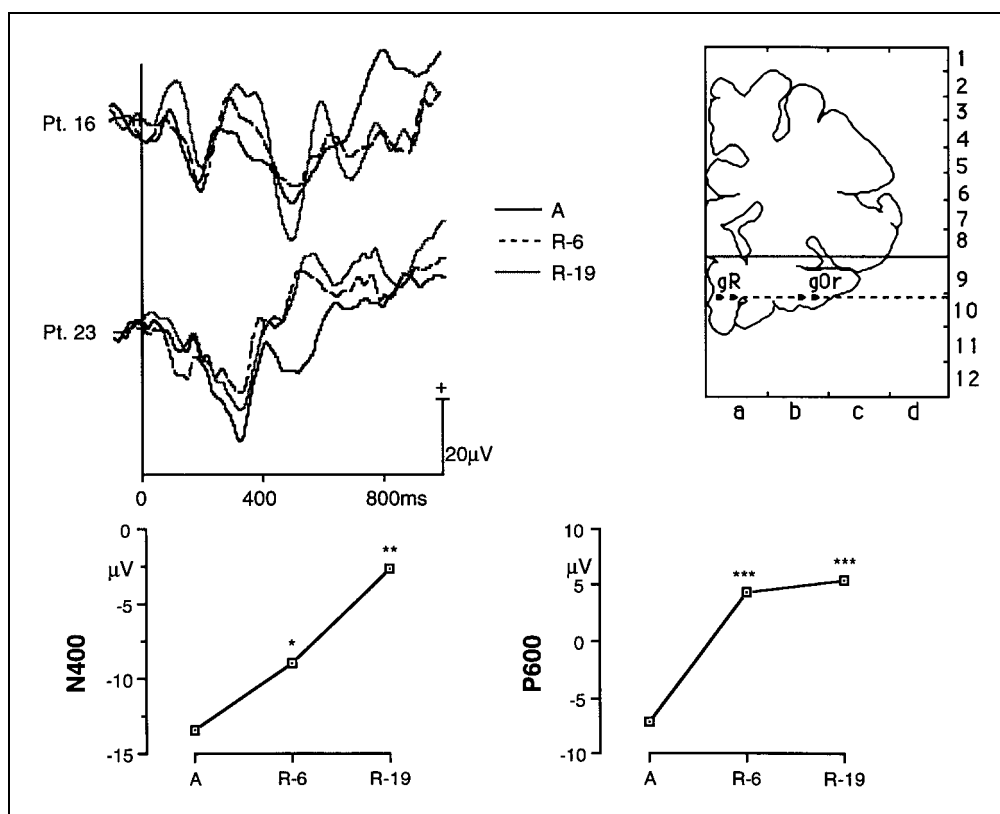 Pt. 16
Pt. 23
A
R-6
R-19
+
20μV
0 400 800ms
1
2
3
4
5
6
7
8
9
10
11
12
gR gOr
a b c d
0
μV
-5
-10
-15
N400
* **
A R-6 R-19
10
μV
5
0
-5
-10
P600
*** ***
A R-6 R-19